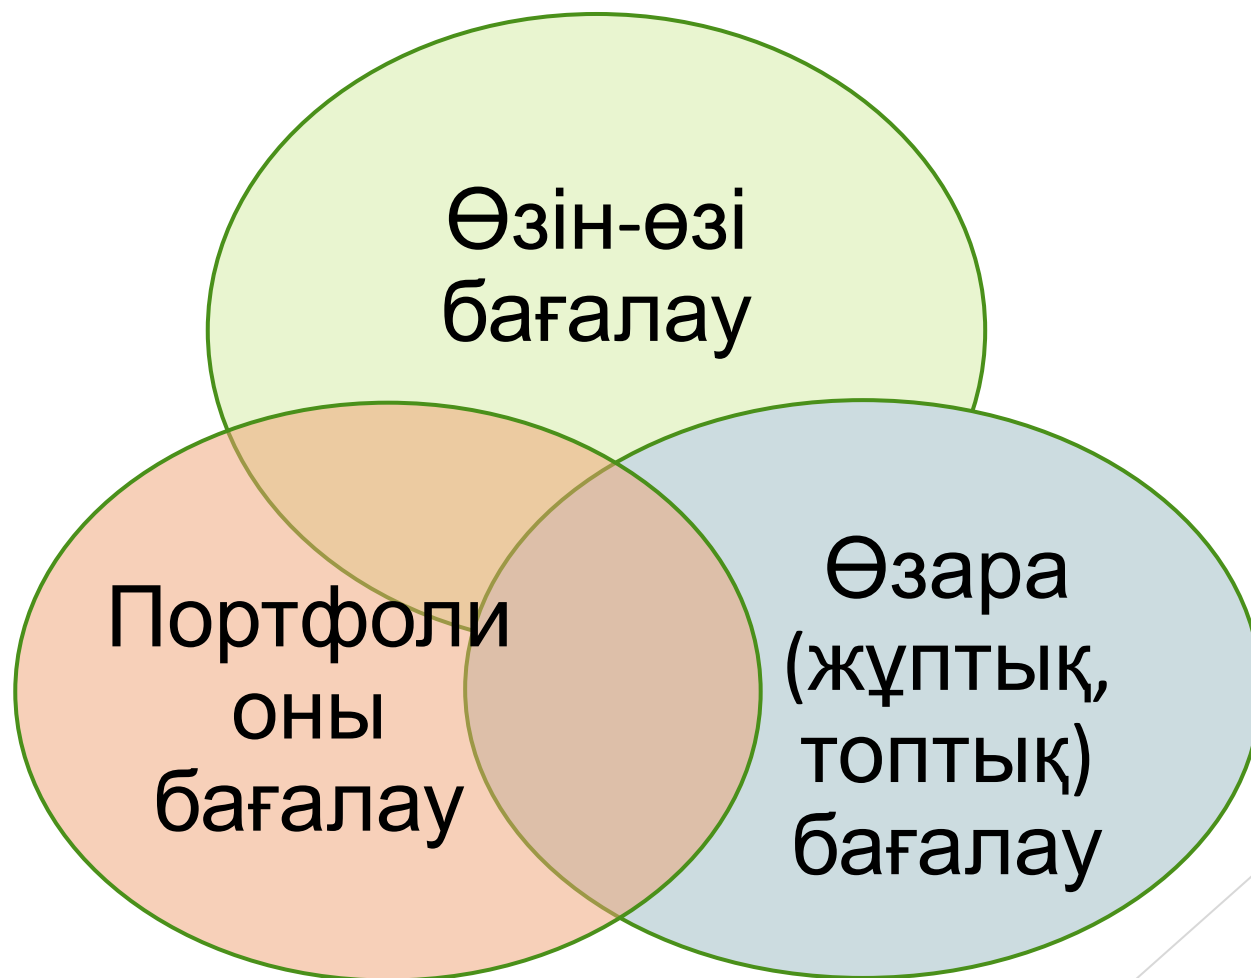 Өзін-өзі
бағалау
Портфоли
оны
бағалау
Өзара
(жұптық,
топтық)
бағалау